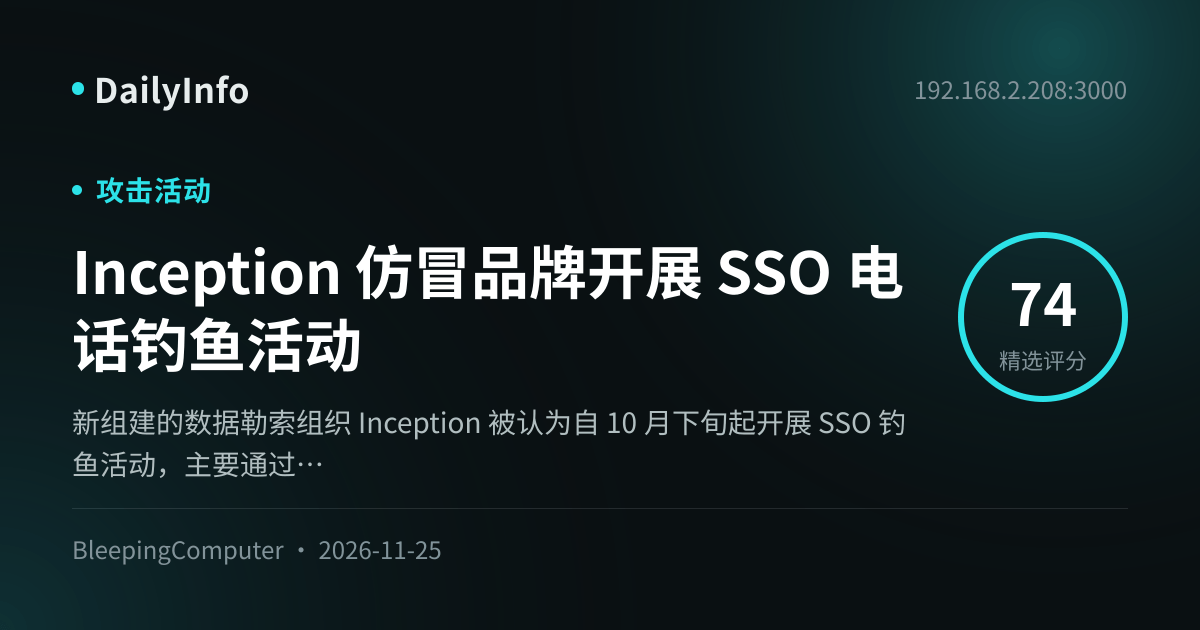 DailyInfo
192.168.2.208:3000
攻击活动
Inception 仿冒品牌开展 SSO 电
话钓鱼活动
74
精选评分
新组建的数据勒索组织 Inception 被认为自 10 月下旬起开展 SSO 钓
鱼活动，主要通过…
BleepingComputer • 2026-11-25